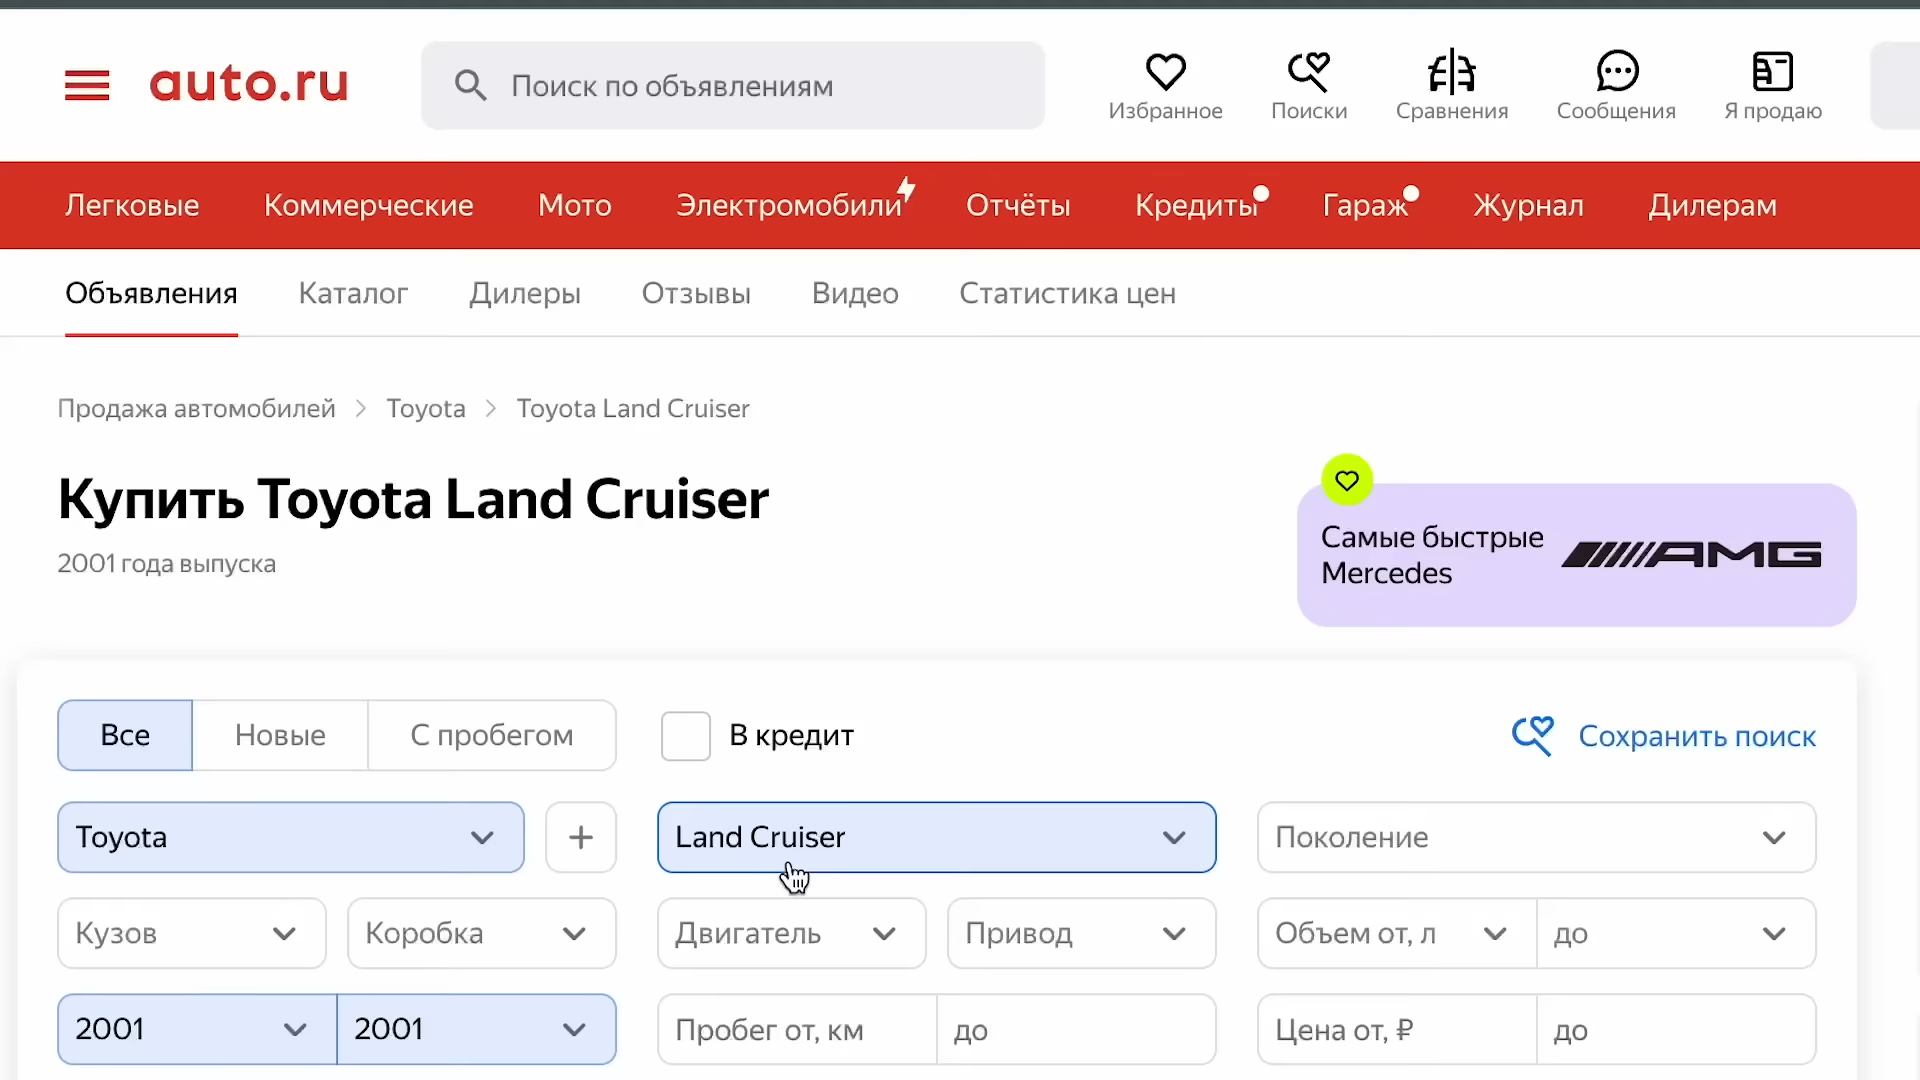 auto.ru
Поиск по объявлениям
Избранное
Поиски
Сравнения
Сообщения
Я продаю
Легковые
Коммерческие
Мото
Электромобили
Отчёты
Кредиты
Гараж
Журнал
Дилерам
Объявления
Каталог
Дилеры
Отзывы
Видео
Статистика цен
Продажа автомобилей > Toyota > Toyota Land Cruiser
Купить Toyota Land Cruiser
2001 года выпуска
Самые быстрые
Mercedes
AMG
Все
Новые
С пробегом
В кредит
Сохранить поиск
Toyota
+
Land Cruiser
Поколение
Кузов
Коробка
Двигатель
Привод
Объем от, л
до
2001
2001
Пробег от, км
до
Цена от, ₽
до